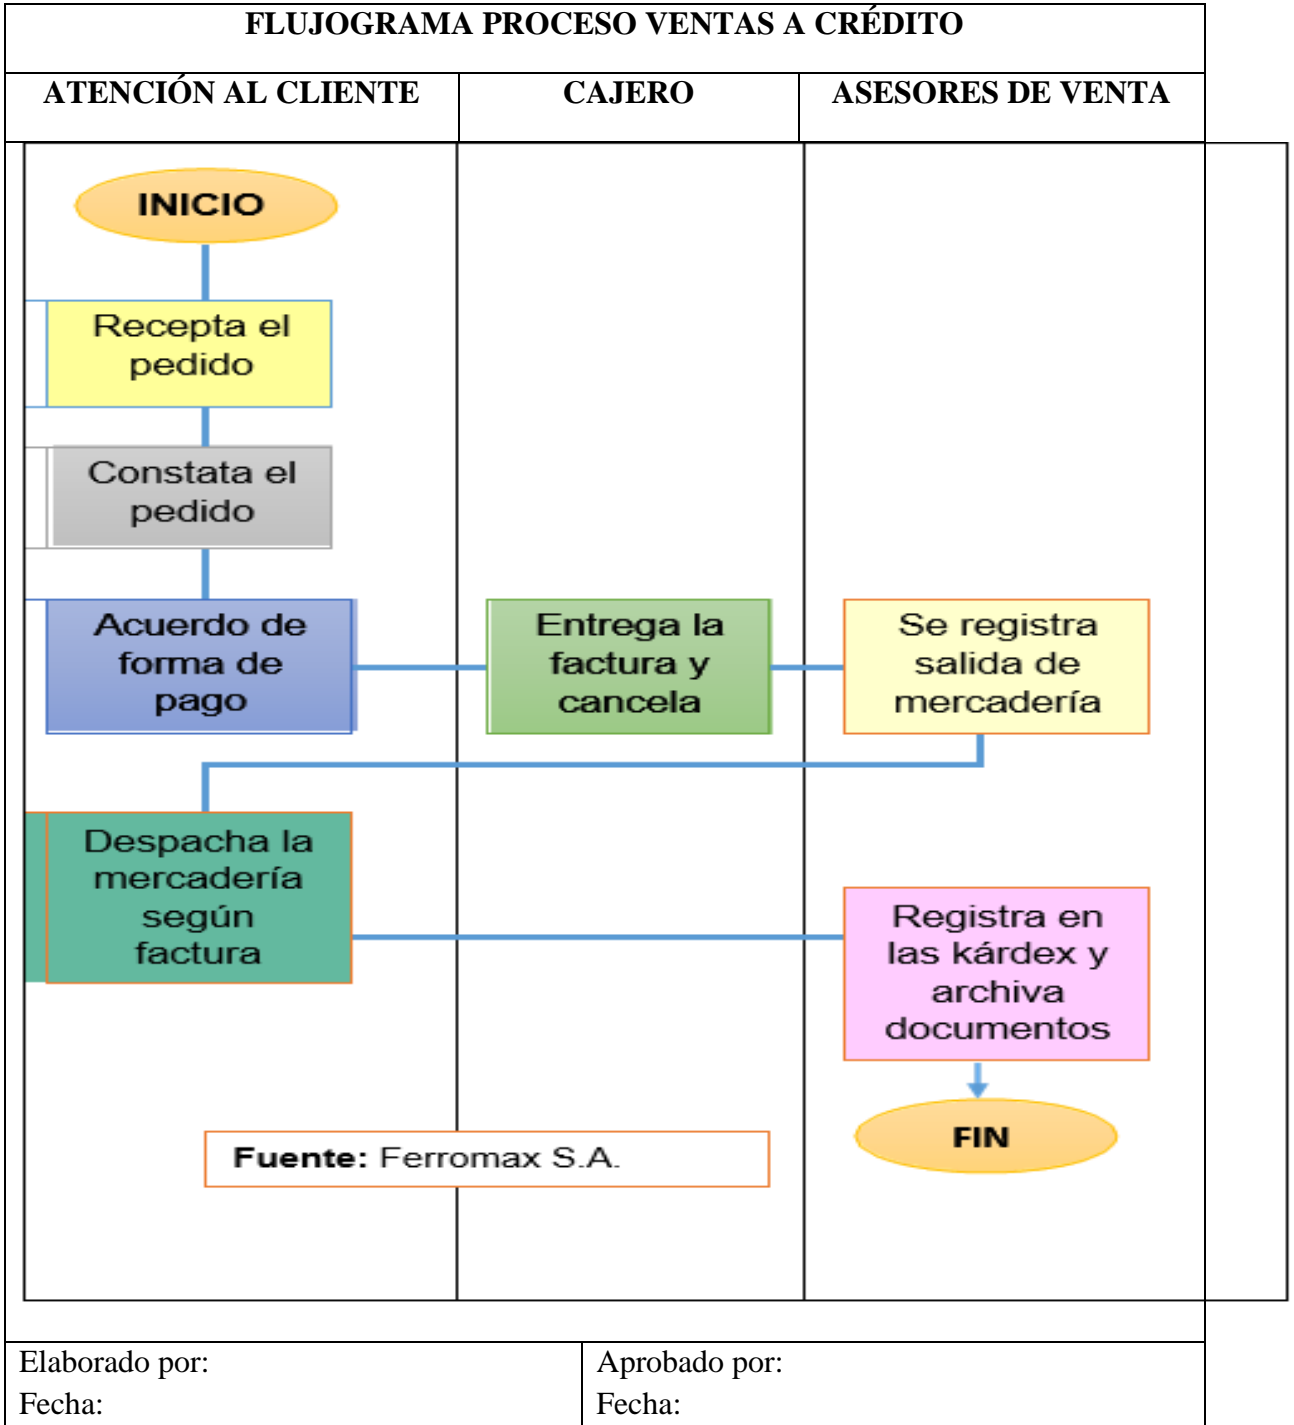 FLUJOGRAMA PROCESO VENTAS A CRÉDITO
ATENCIÓN AL CLIENTE
CAJERO
ASESORES DE VENTA
INICIO
Recepta el
pedido
Constata el
pedido
Acuerdo de
forma de
pago
Entrega la
factura y
cancela
Se registra
salida de
mercadería
Despacha la
mercadería
según
factura
Registra en
las kárdex y
archiva
documentos
FIN
Fuente: Ferromax S.A.
Elaborado por:
Fecha:
Aprobado por:
Fecha: